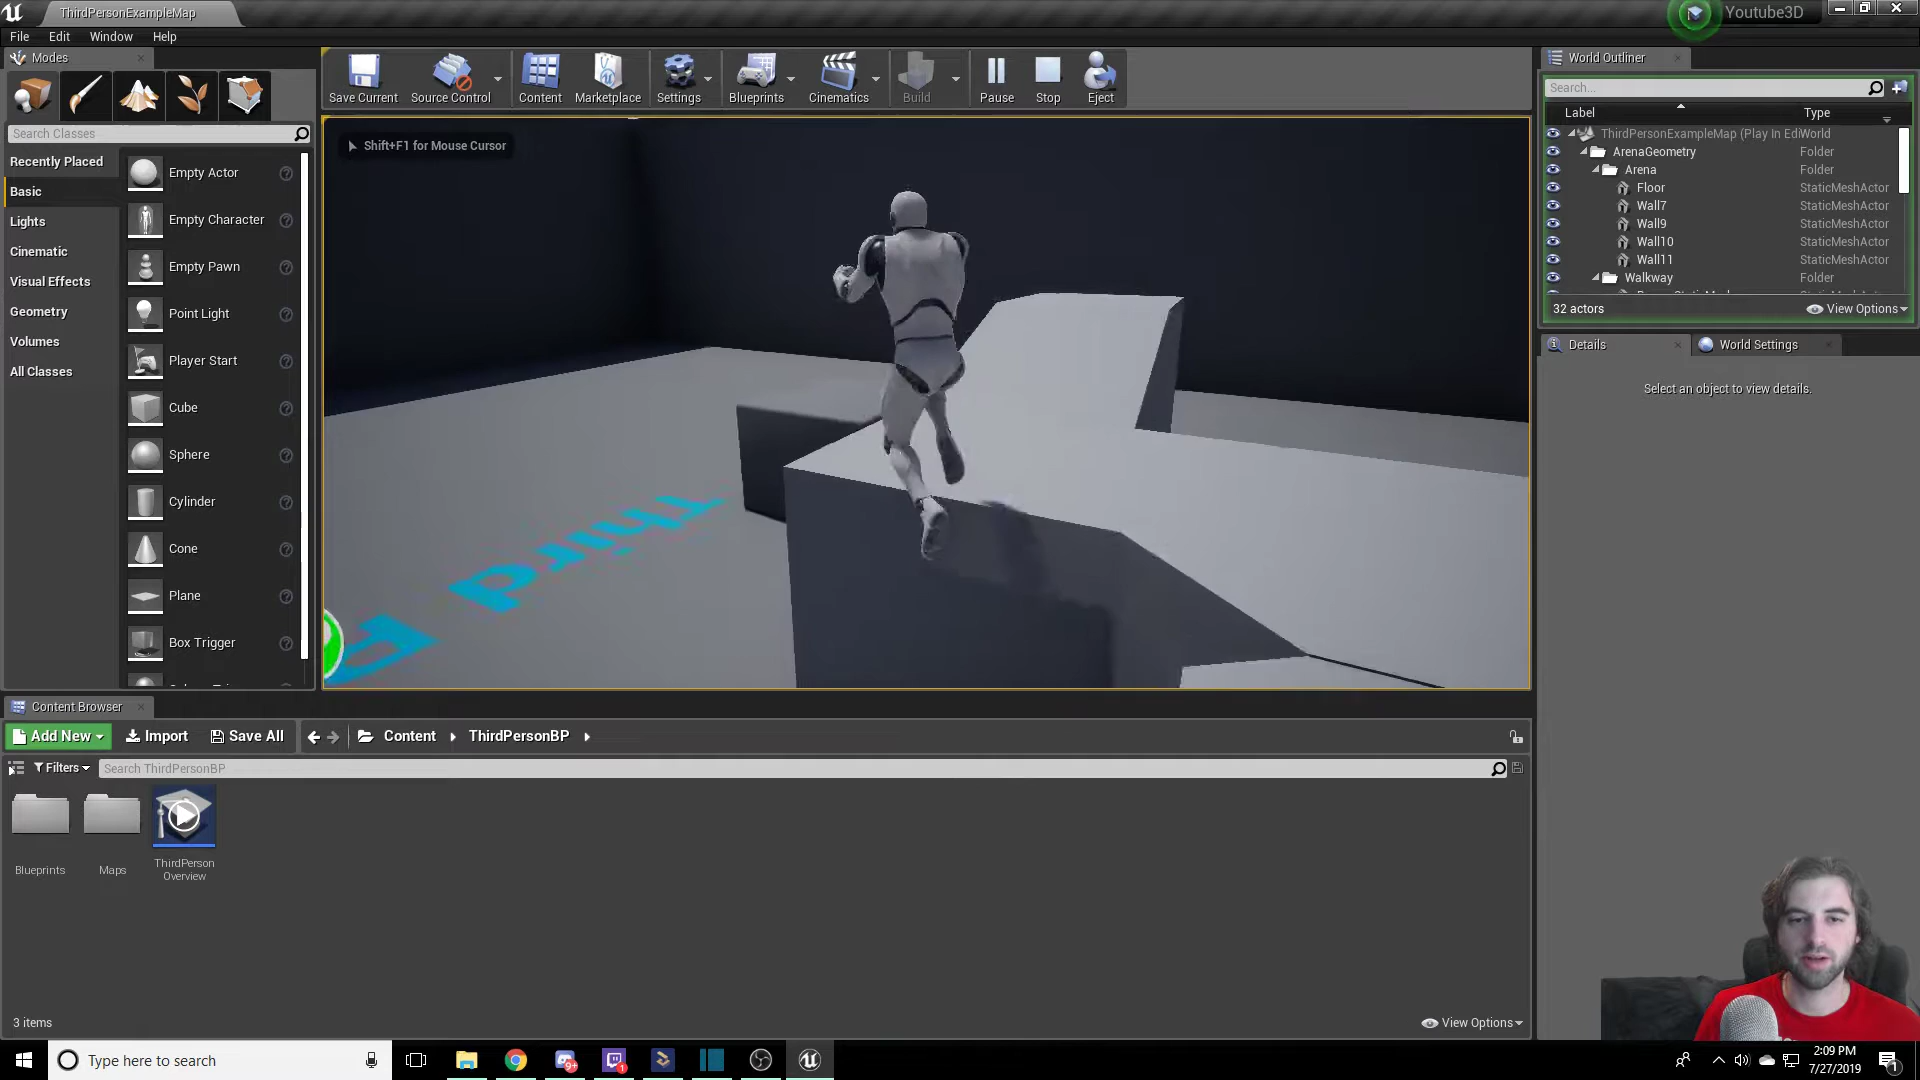 ThirdPersonExampleMap
Youtube3D
File Edit Window Help
Modes
Search Classes
Recently Placed
Basic
Lights
Cinematic
Visual Effects
Geometry
Volumes
All Classes
Empty Actor
Empty Character
Empty Pawn
Point Light
Player Start
Cube
Sphere
Cylinder
Cone
Plane
Box Trigger
Save Current Source Control Content Marketplace Settings Blueprints Cinematics Build Pause Stop Eject
Shift+F1 for Mouse Cursor
Third P
World Outliner
Search...
Label Type
ThirdPersonExampleMap (Play In Edi World
ArenaGeometry Folder
Arena Folder
Floor StaticMeshActor
Wall7 StaticMeshActor
Wall9 StaticMeshActor
Wall10 StaticMeshActor
Wall11 StaticMeshActor
Walkway Folder
32 actors View Options
Details World Settings
Select an object to view details.
Content Browser
Add New Import Save All Content ThirdPersonBP
Filters Search ThirdPersonBP
Blueprints
Maps
ThirdPerson
Overview
3 items View Options
Type here to search
9+
1
2:09 PM
7/27/2019
1